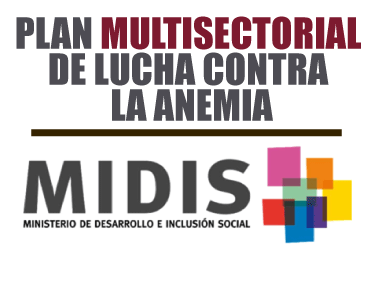 PLAN MULTISECTORIAL
DE LUCHA CONTRA
LA ANEMIA
MIDIS
MINISTERIO DE DESARROLLO E INCLUSIÓN SOCIAL